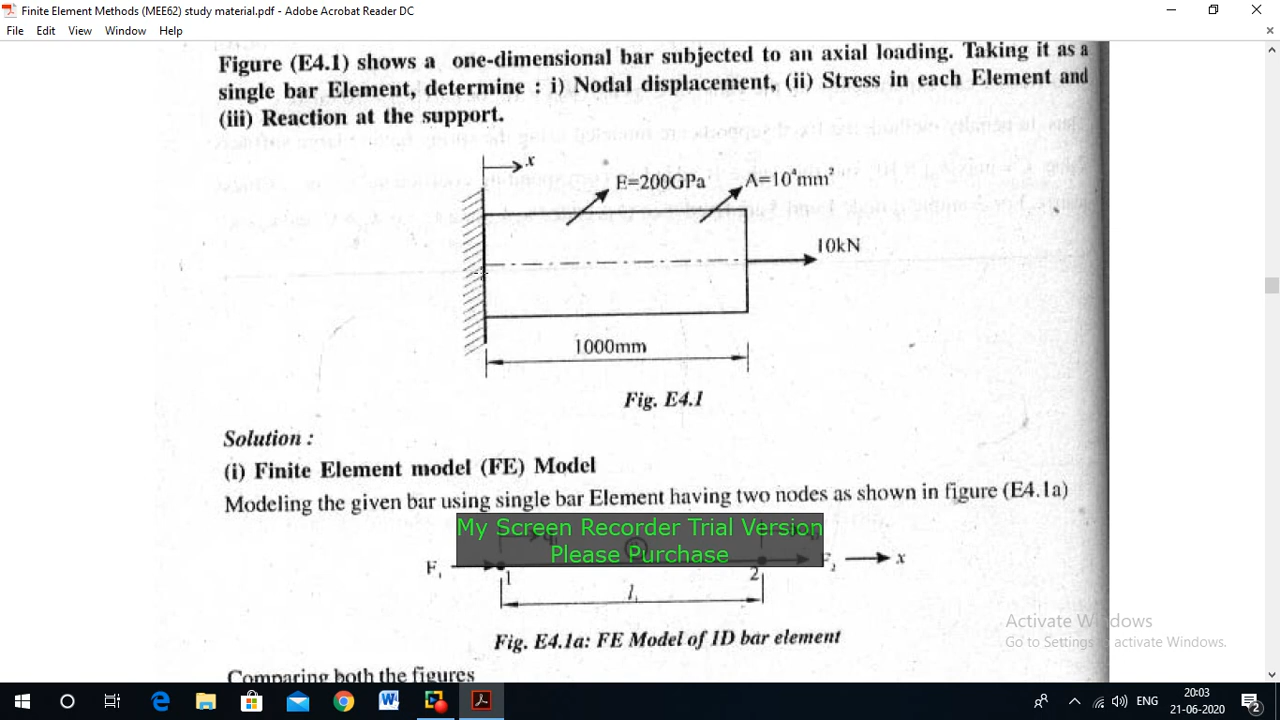 Finite Element Methods (MEE62) study material.pdf - Adobe Acrobat Reader DC
File Edit View Window Help
Figure (E4.1) shows a one-dimensional bar subjected to an axial loading. Taking it as a
single bar Element, determine : i) Nodal displacement, (ii) Stress in each Element and
(iii) Reaction at the support.
x
E=200GPa
A=10⁴mm²
10kN
1000mm
Fig. E4.1
Solution :
(i) Finite Element model (FE) Model
Modeling the given bar using single bar Element having two nodes as shown in figure (E4.1a)
My Screen Recorder Trial Version
Please Purchase
F₁
x
1
2
l₁
Fig. E4.1a: FE Model of 1D bar element
Activate Windows
Go to Settings activate Windows.
Comparing both the figures
ENG
20:03
21-06-2020
2